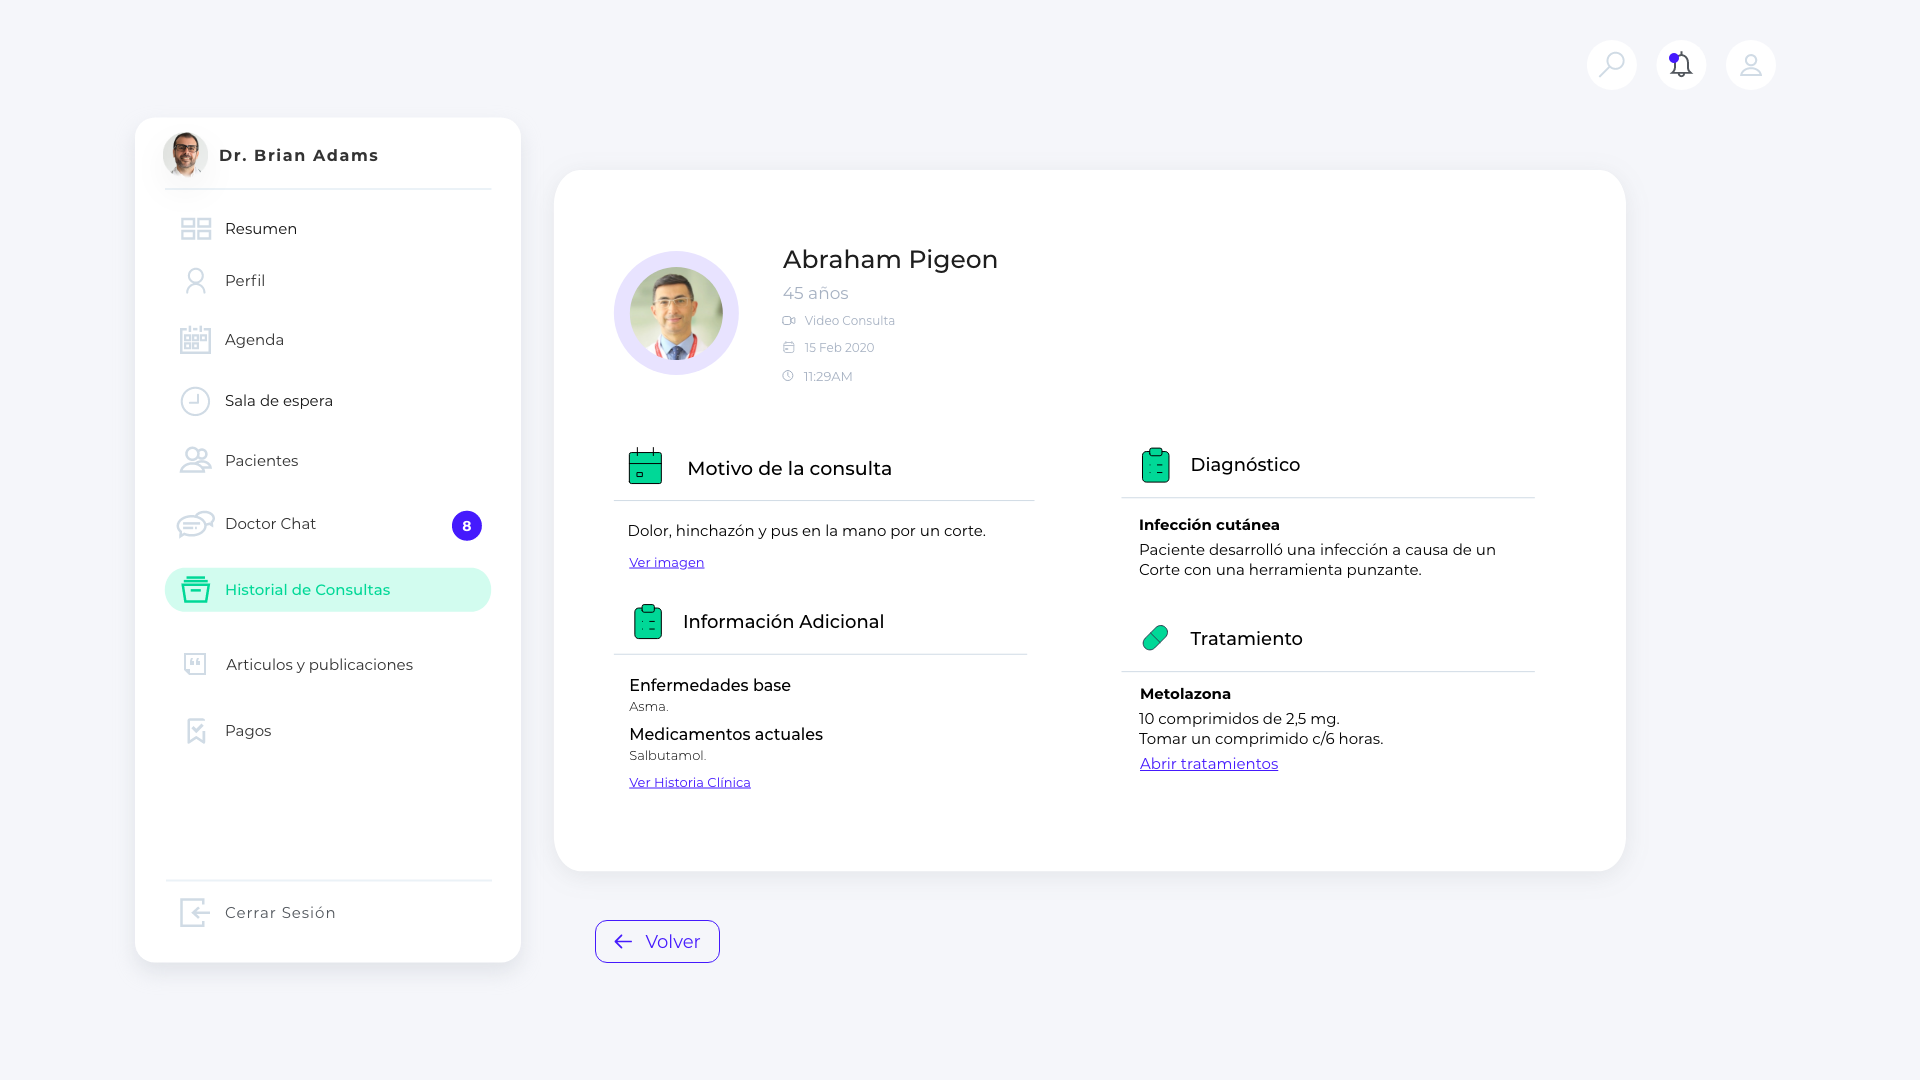 Dr. Brian Adams
Resumen
Perfil
Agenda
Sala de espera
Pacientes
Doctor Chat
8
Historial de Consultas
Articulos y publicaciones
Pagos
Cerrar Sesión
Abraham Pigeon
45 años
Video Consulta
15 Feb 2020
11:29AM
Motivo de la consulta
Dolor, hinchazón y pus en la mano por un corte.
Ver imagen
Información Adicional
Enfermedades base
Asma.
Medicamentos actuales
Salbutamol.
Ver Historia Clínica
Diagnóstico
Infección cutánea
Paciente desarrolló una infección a causa de un
Corte con una herramienta punzante.
Tratamiento
Metolazona
10 comprimidos de 2,5 mg.
Tomar un comprimido c/6 horas.
Abrir tratamientos
Volver